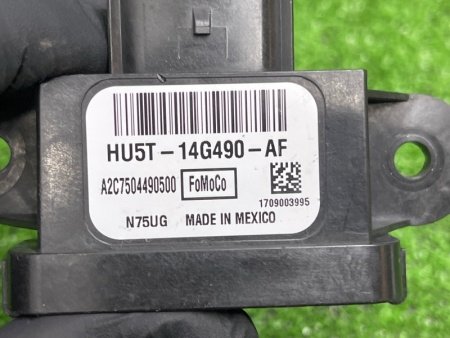 HU5T-14G490-AF
A2C7504490500 FoMoCo
1709003995
N75UG MADE IN MEXICO